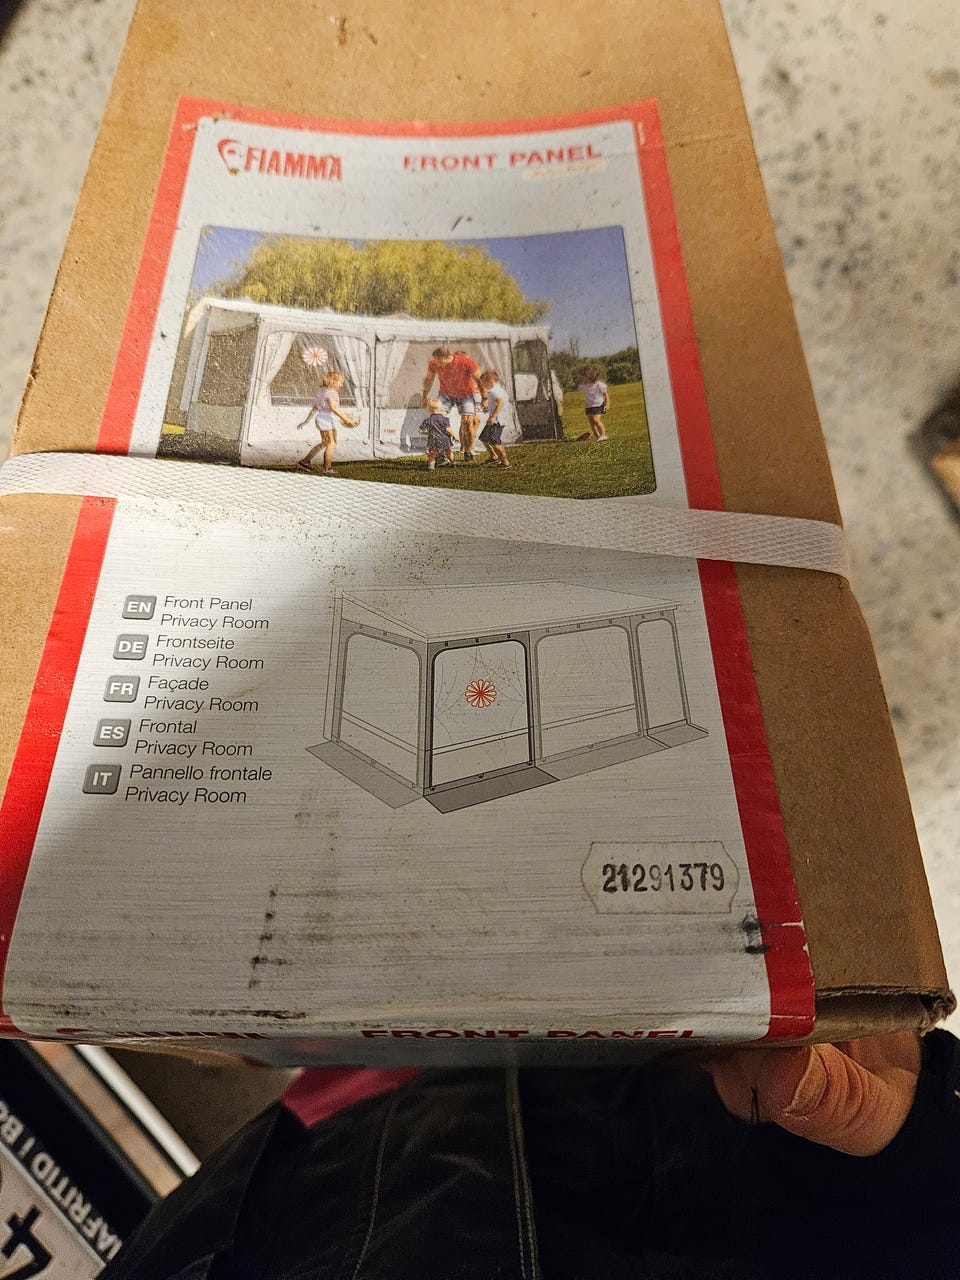 FIAMMA
FRONT PANEL
EN
Front Panel
Privacy Room
DE
Frontseite
Privacy Room
FR
Façade
Privacy Room
ES
Frontal
Privacy Room
IT
Pannello frontale
Privacy Room
21291379
FRONT PANEL